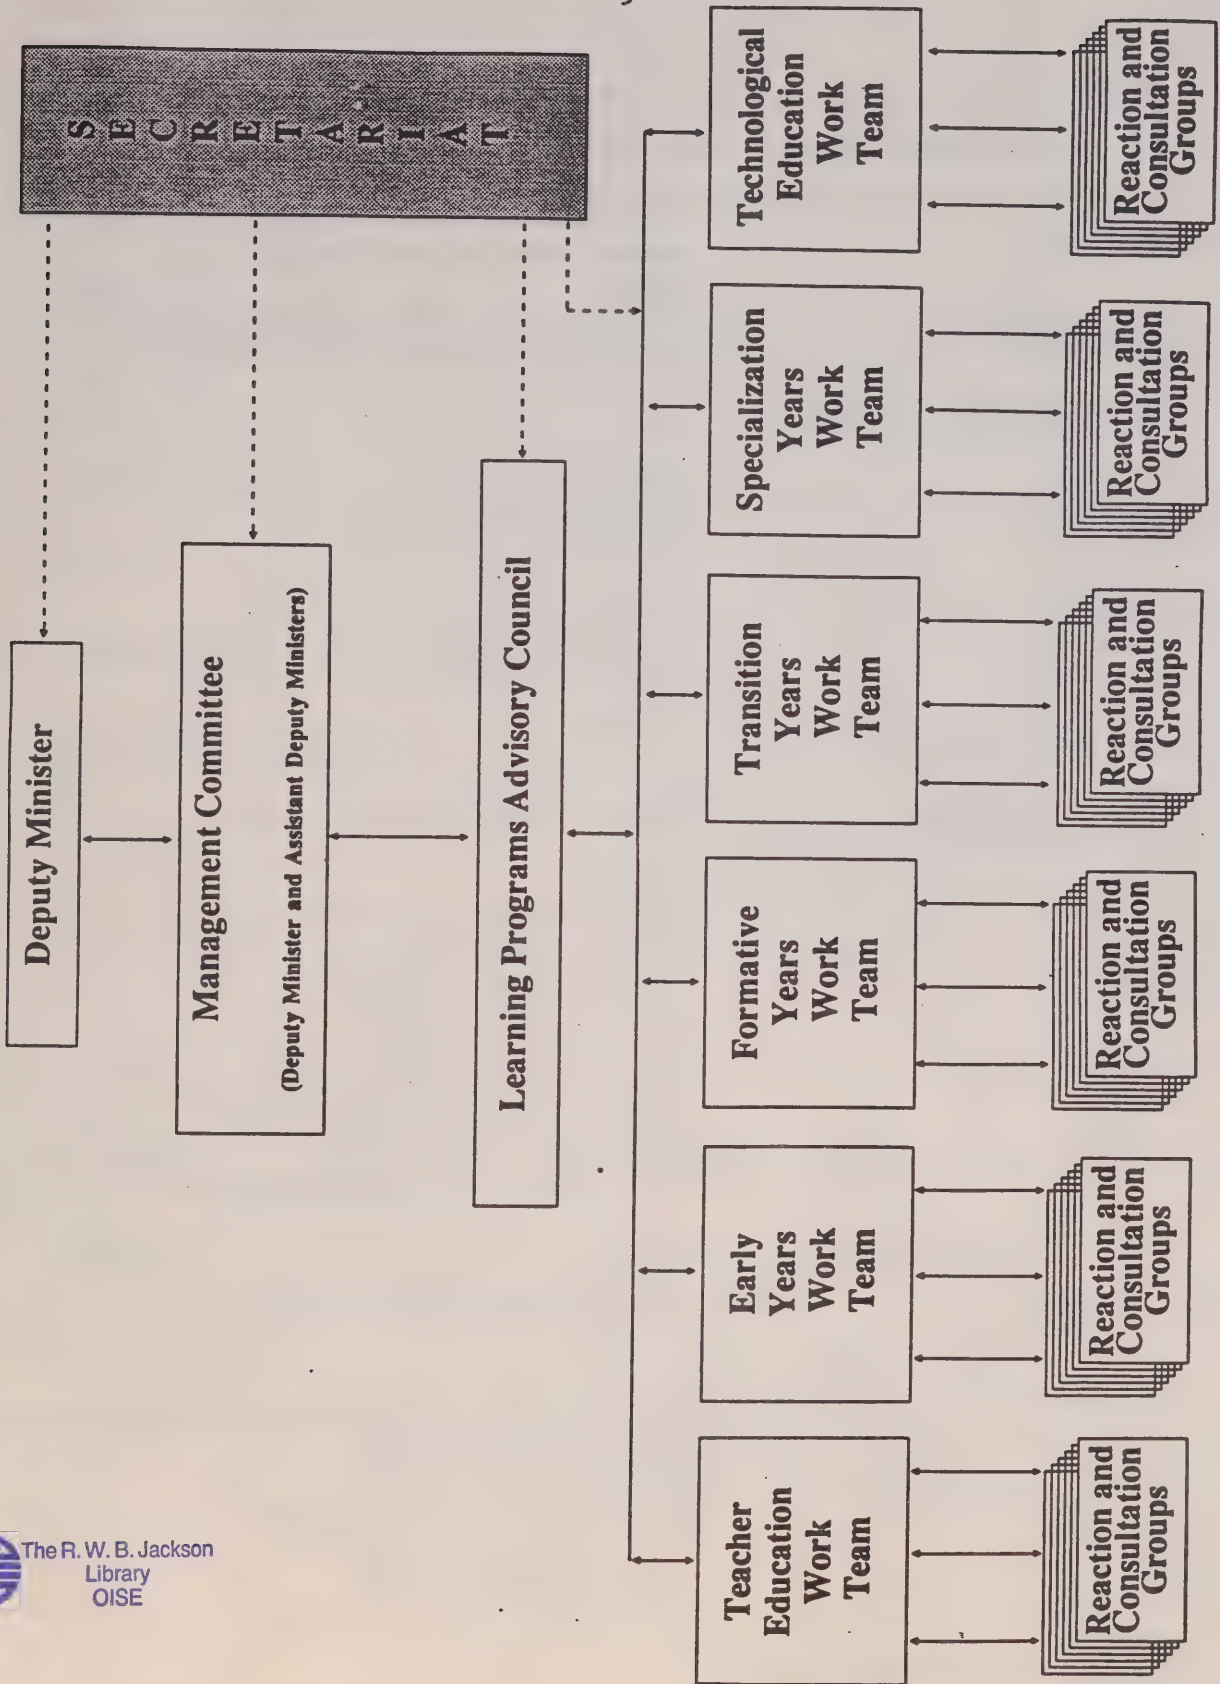 Deputy Minister
Management Committee
(Deputy Minister and Assistant Deputy Ministers)
Learning Programs Advisory Council
S
E
C
R
E
T
A
R
I
A
T
Teacher
Education
Work
Team
Early
Years
Work
Team
Formative
Years
Work
Team
Transition
Years
Work
Team
Specialization
Years
Work
Team
Technological
Education
Work
Team
Reaction and
Consultation
Groups
Reaction and
Consultation
Groups
Reaction and
Consultation
Groups
Reaction and
Consultation
Groups
Reaction and
Consultation
Groups
Reaction and
Consultation
Groups
The R. W. B. Jackson
Library
OISE